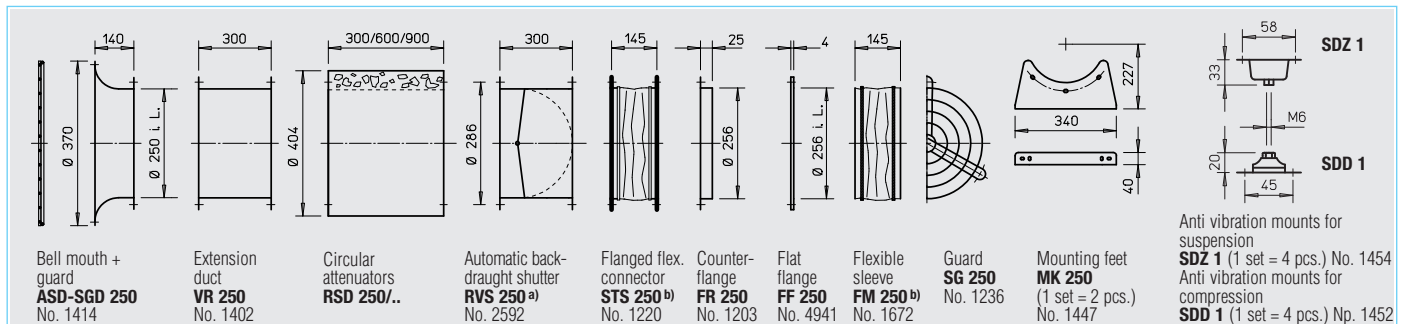 140
Ø 370
Ø 250 i. L.
300
300/600/900
Ø 404
300
Ø 286
145
25
Ø 256
4
Ø 256 i. L.
145
227
340
40
58
33
SDZ 1
M6
20
45
SDD 1
Bell mouth +
guard
ASD-SGD 250
No. 1414
Extension
duct
VR 250
No. 1402
Circular
attenuators
RSD 250/..
Automatic back-
draught shutter
RVS 250 a)
No. 2592
Flanged flex.
connector
STS 250 b)
No. 1220
Counter-
flange
FR 250
No. 1203
Flat
flange
FF 250
No. 4941
Flexible
sleeve
FM 250 b)
No. 1672
Guard
SG 250
No. 1236
Mounting feet
MK 250
(1 set = 2 pcs.)
No. 1447
Anti vibration mounts for
suspension
SDZ 1 (1 set = 4 pcs.) No. 1454
Anti vibration mounts for
compression
SDD 1 (1 set = 4 pcs.) Np. 1452